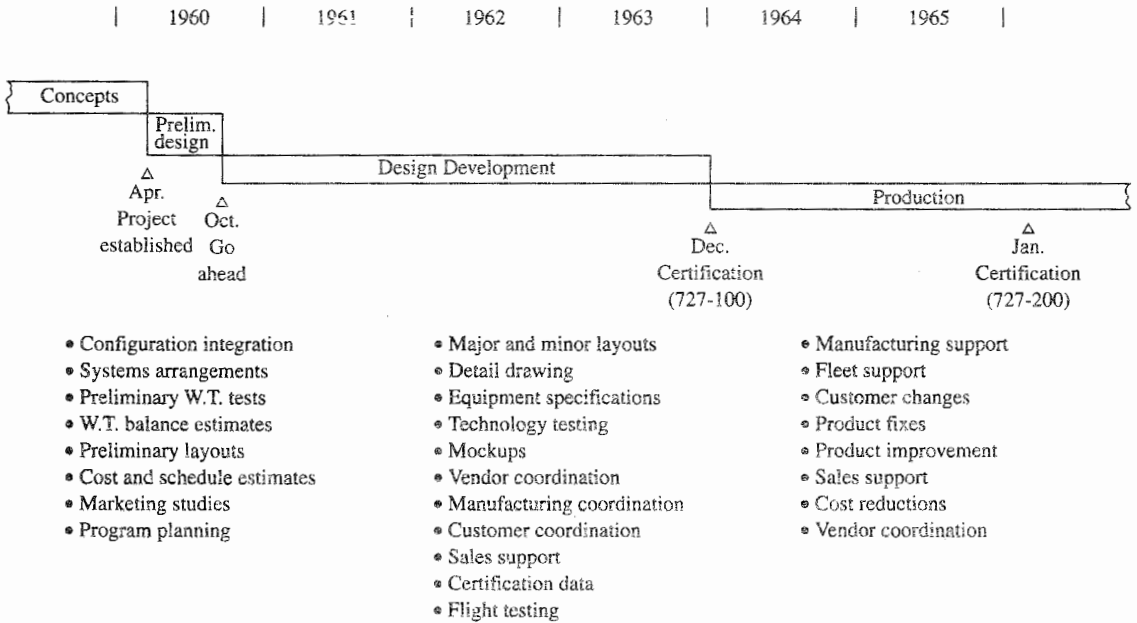 1960 1961 1962 1963 1964 1965
Concepts
Prelim.
design
Design Development
Production
Apr.
Project
established
Oct.
Go
ahead
Dec.
Certification
(727-100)
Jan.
Certification
(727-200)
• Configuration integration
• Systems arrangements
• Preliminary W.T. tests
• W.T. balance estimates
• Preliminary layouts
• Cost and schedule estimates
• Marketing studies
• Program planning
• Major and minor layouts
• Detail drawing
• Equipment specifications
• Technology testing
• Mockups
• Vendor coordination
• Manufacturing coordination
• Customer coordination
• Sales support
• Certification data
• Flight testing
• Manufacturing support
• Fleet support
• Customer changes
• Product fixes
• Product improvement
• Sales support
• Cost reductions
• Vendor coordination